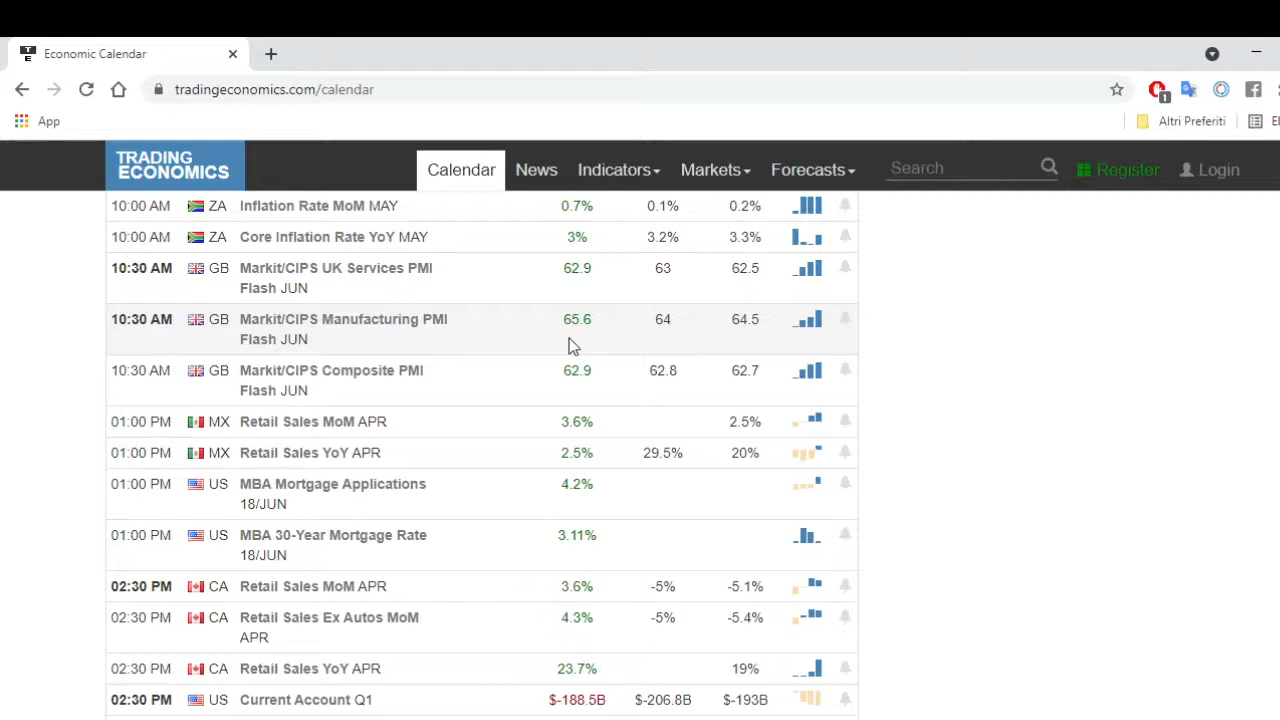 Economic Calendar
tradingeconomics.com/calendar
1
App
Altri Preferiti
TRADING
ECONOMICS
Calendar News Indicators Markets Forecasts Search Register Login
10:00 AM ZA Inflation Rate MoM MAY 0.7% 0.1% 0.2%
10:00 AM ZA Core Inflation Rate YoY MAY 3% 3.2% 3.3%
10:30 AM GB Markit/CIPS UK Services PMI 62.9 63 62.5
Flash JUN
10:30 AM GB Markit/CIPS Manufacturing PMI 65.6 64 64.5
Flash JUN
10:30 AM GB Markit/CIPS Composite PMI 62.9 62.8 62.7
Flash JUN
01:00 PM MX Retail Sales MoM APR 3.6% 2.5%
01:00 PM MX Retail Sales YoY APR 2.5% 29.5% 20%
01:00 PM US MBA Mortgage Applications 4.2%
18/JUN
01:00 PM US MBA 30-Year Mortgage Rate 3.11%
18/JUN
02:30 PM CA Retail Sales MoM APR 3.6% -5% -5.1%
02:30 PM CA Retail Sales Ex Autos MoM 4.3% -5% -5.4%
APR
02:30 PM CA Retail Sales YoY APR 23.7% 19%
02:30 PM US Current Account Q1 $-188.5B $-206.8B $-193B